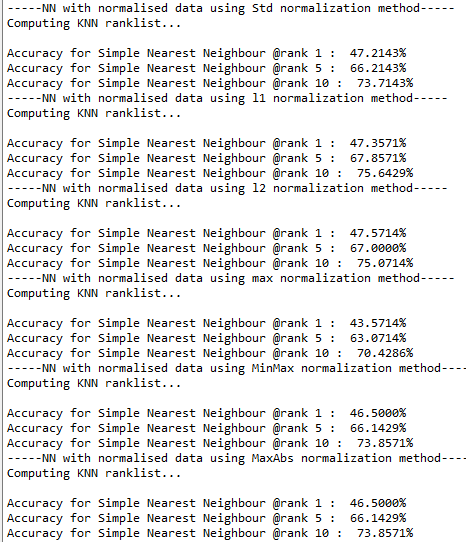 -----NN with normalised data using Std normalization method-----
Computing KNN ranklist...
Accuracy for Simple Nearest Neighbour @rank 1 :  47.2143%
Accuracy for Simple Nearest Neighbour @rank 5 :  66.2143%
Accuracy for Simple Nearest Neighbour @rank 10 :  73.7143%
-----NN with normalised data using l1 normalization method-----
Computing KNN ranklist...
Accuracy for Simple Nearest Neighbour @rank 1 :  47.3571%
Accuracy for Simple Nearest Neighbour @rank 5 :  67.8571%
Accuracy for Simple Nearest Neighbour @rank 10 :  75.6429%
-----NN with normalised data using l2 normalization method-----
Computing KNN ranklist...
Accuracy for Simple Nearest Neighbour @rank 1 :  47.5714%
Accuracy for Simple Nearest Neighbour @rank 5 :  67.0000%
Accuracy for Simple Nearest Neighbour @rank 10 :  75.0714%
-----NN with normalised data using max normalization method-----
Computing KNN ranklist...
Accuracy for Simple Nearest Neighbour @rank 1 :  43.5714%
Accuracy for Simple Nearest Neighbour @rank 5 :  63.0714%
Accuracy for Simple Nearest Neighbour @rank 10 :  70.4286%
-----NN with normalised data using MinMax normalization method----
Computing KNN ranklist...
Accuracy for Simple Nearest Neighbour @rank 1 :  46.5000%
Accuracy for Simple Nearest Neighbour @rank 5 :  66.1429%
Accuracy for Simple Nearest Neighbour @rank 10 :  73.8571%
-----NN with normalised data using MaxAbs normalization method----
Computing KNN ranklist...
Accuracy for Simple Nearest Neighbour @rank 1 :  46.5000%
Accuracy for Simple Nearest Neighbour @rank 5 :  66.1429%
Accuracy for Simple Nearest Neighbour @rank 10 :  73.8571%